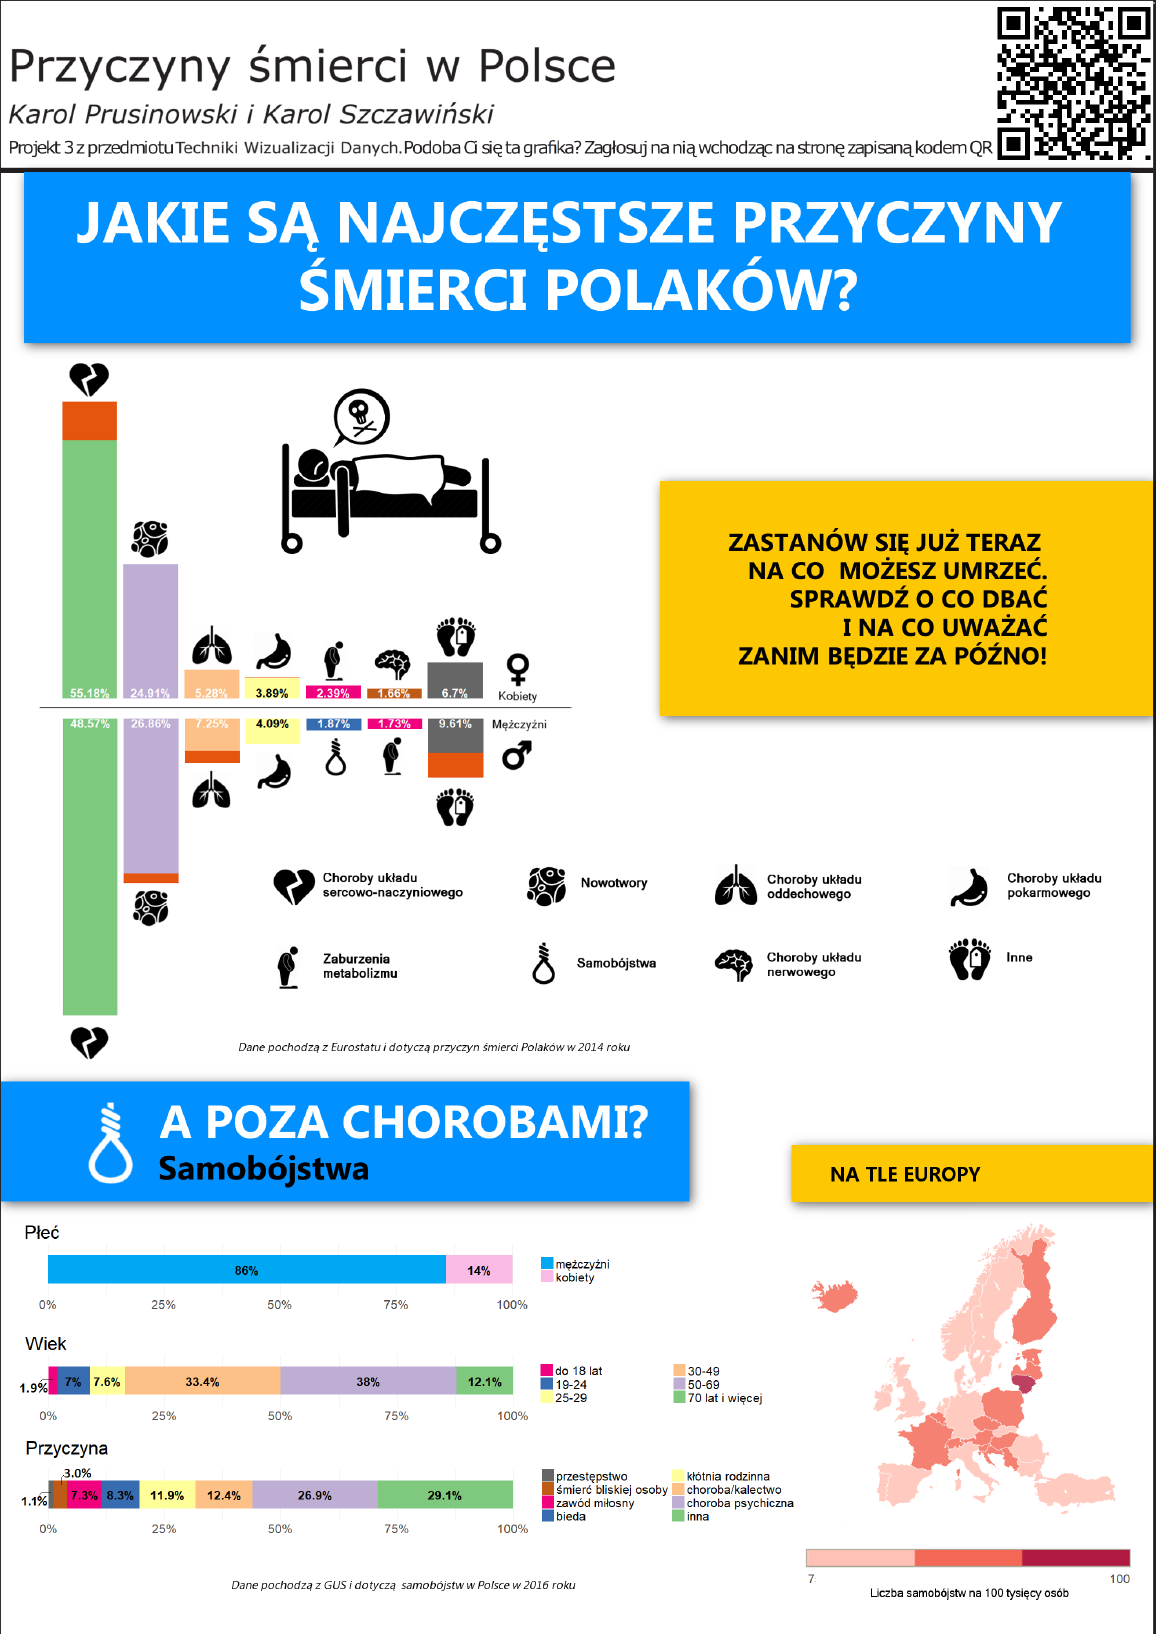 Przyczyny śmierci w Polsce
Karol Prusinowski i Karol Szczawiński
Projekt 3 z przedmiotu Techniki Wizualizacji Danych. Podoba Ci się ta grafika? Zagłosuj na nią wchodząc na stronę zapisaną kodem QR
JAKIE SĄ NAJCZĘSTSZE PRZYCZYNY
ŚMIERCI POLAKÓW?
ZASTANÓW SIĘ JUŻ TERAZ
NA CO MOŻESZ UMRZEĆ.
SPRAWDŹ O CO DBAĆ
I NA CO UWAŻAĆ
ZANIM BĘDZIE ZA PÓŹNO!
55.18% 24.91% 5.28% 3.89% 2.39% 1.66% 6.7%
Kobiety
48.57% 26.86% 7.25% 4.09% 1.87% 1.73% 9.61%
Mężczyźni
Choroby układu
sercowo-naczyniowego
Nowotwory
Choroby układu
oddechowego
Choroby układu
pokarmowego
Zaburzenia
metabolizmu
Samobójstwa
Choroby układu
nerwowego
Inne
Dane pochodzą z Eurostatu i dotyczą przyczyn śmierci Polaków w 2014 roku
A POZA CHOROBAMI?
Samobójstwa
NA TLE EUROPY
Płeć
86% 14%
mężczyźni
kobiety
0% 25% 50% 75% 100%
Wiek
1.9% 7% 7.6% 33.4% 38% 12.1%
do 18 lat
19-24
25-29
30-49
50-69
70 lat i więcej
0% 25% 50% 75% 100%
Przyczyna
3.0%
1.1% 7.3% 8.3% 11.9% 12.4% 26.9% 29.1%
przestępstwo
śmierć bliskiej osoby
zawód miłosny
bieda
kłótnia rodzinna
choroba/kalectwo
choroba psychiczna
inna
0% 25% 50% 75% 100%
Dane pochodzą z GUS i dotyczą samobójstw w Polsce w 2016 roku
100
Liczba samobójstw na 100 tysięcy osób